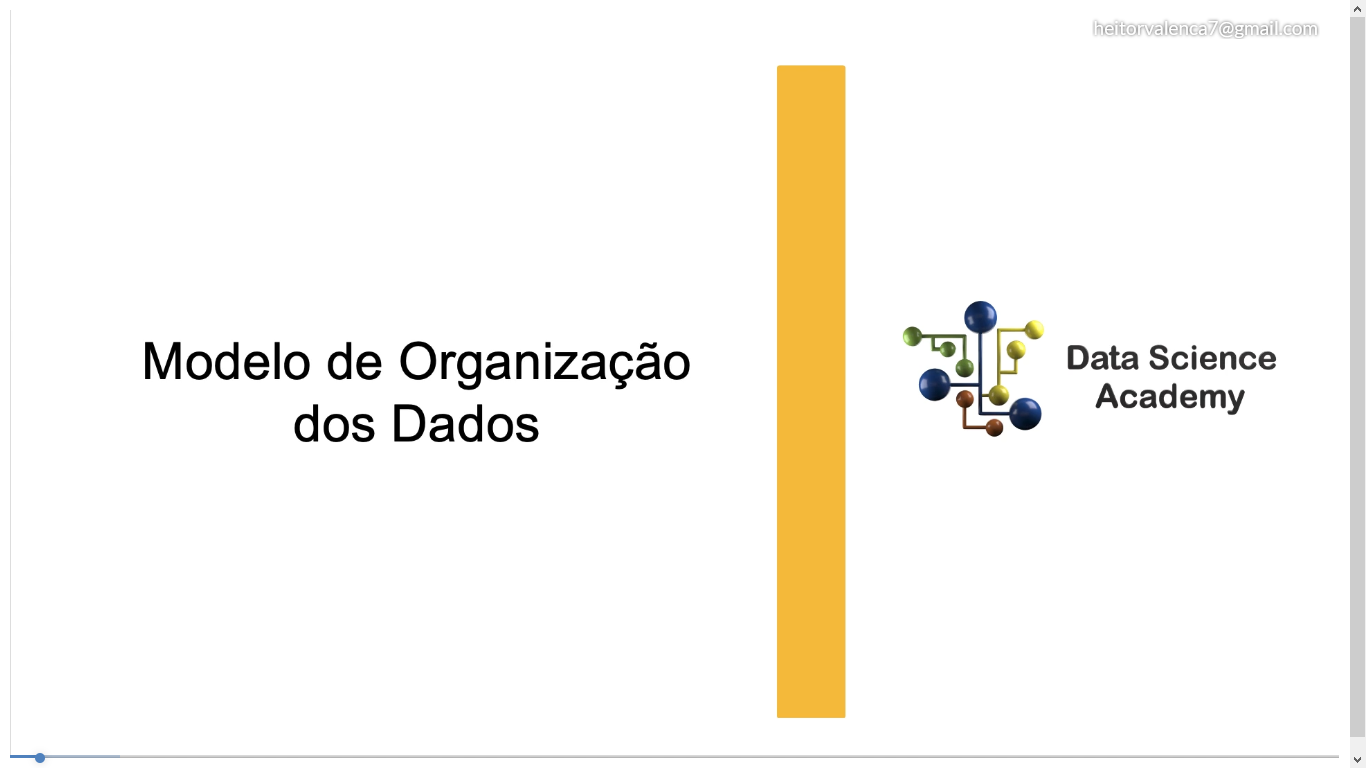 heitorvalenca7@gmail.com
Modelo de Organização
dos Dados
Data Science
Academy